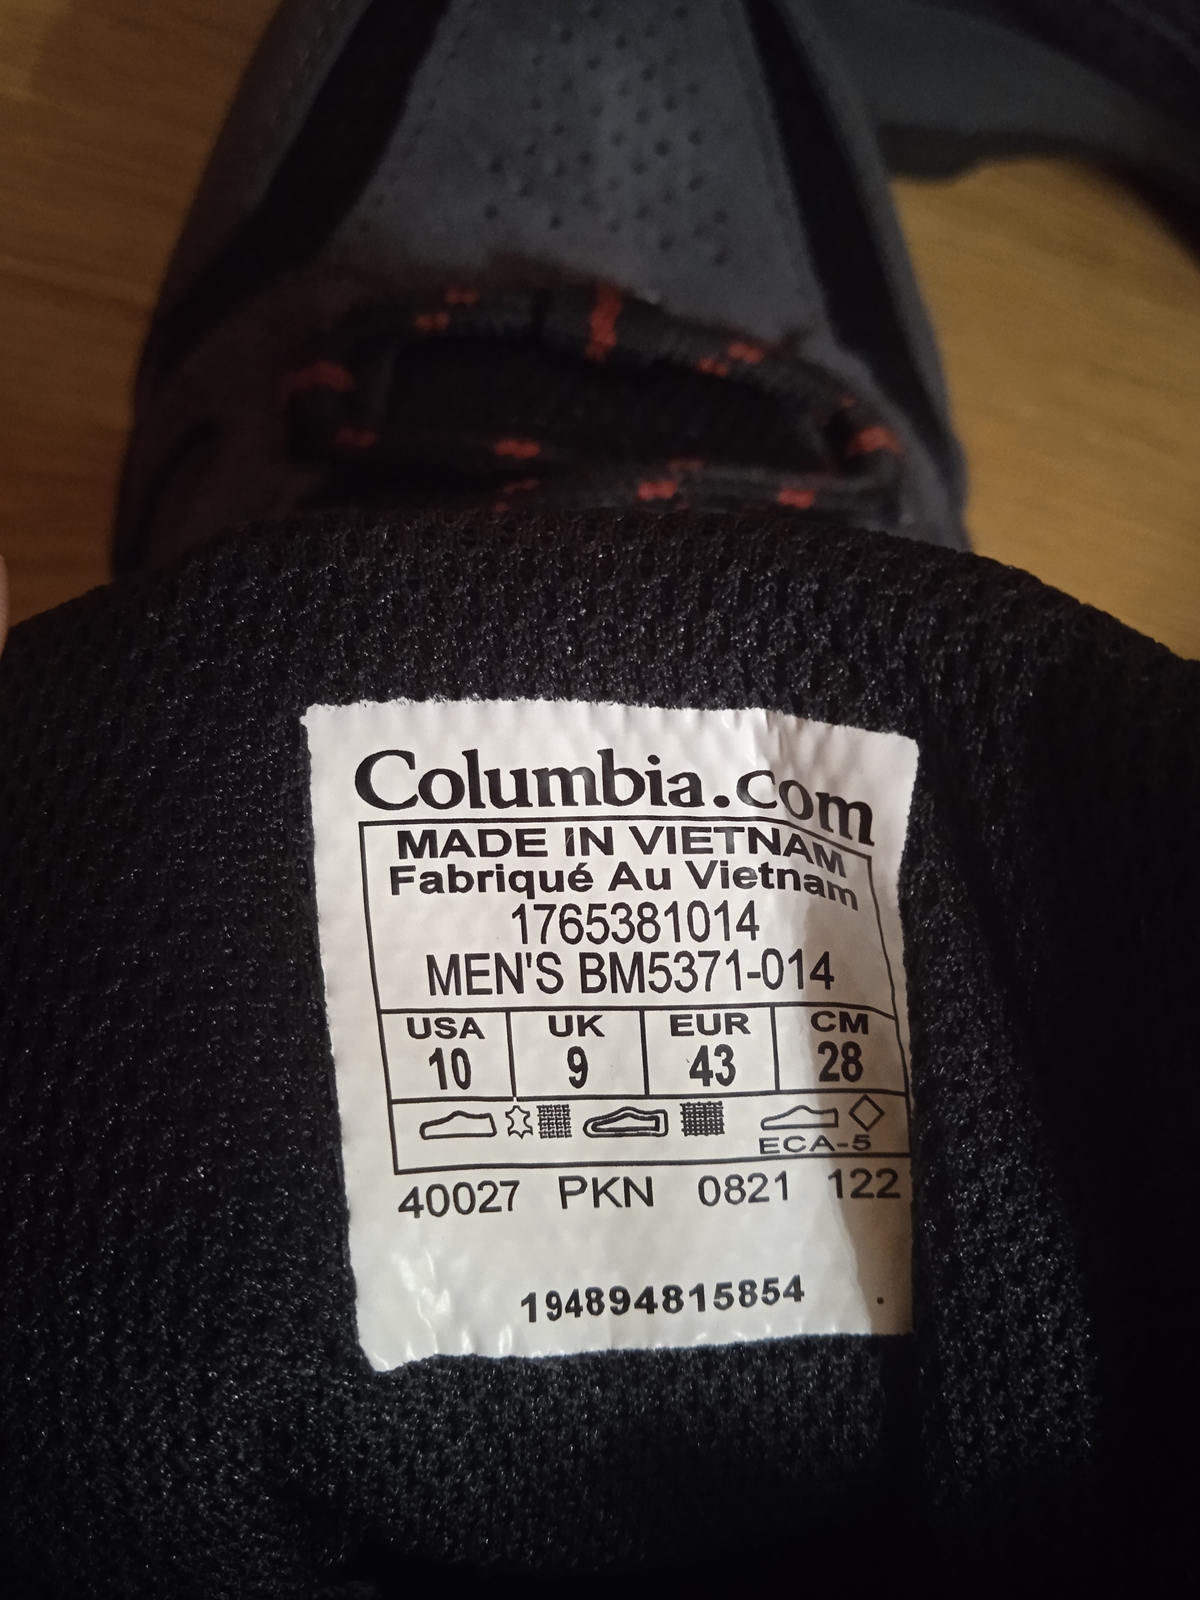 Columbia.com
MADE IN VIETNAM
Fabriqué Au Vietnam
1765381014
MEN'S BM5371-014
USA UK EUR CM
10 9 43 28
ECA-5
40027 PKN 0821 122
194894815854